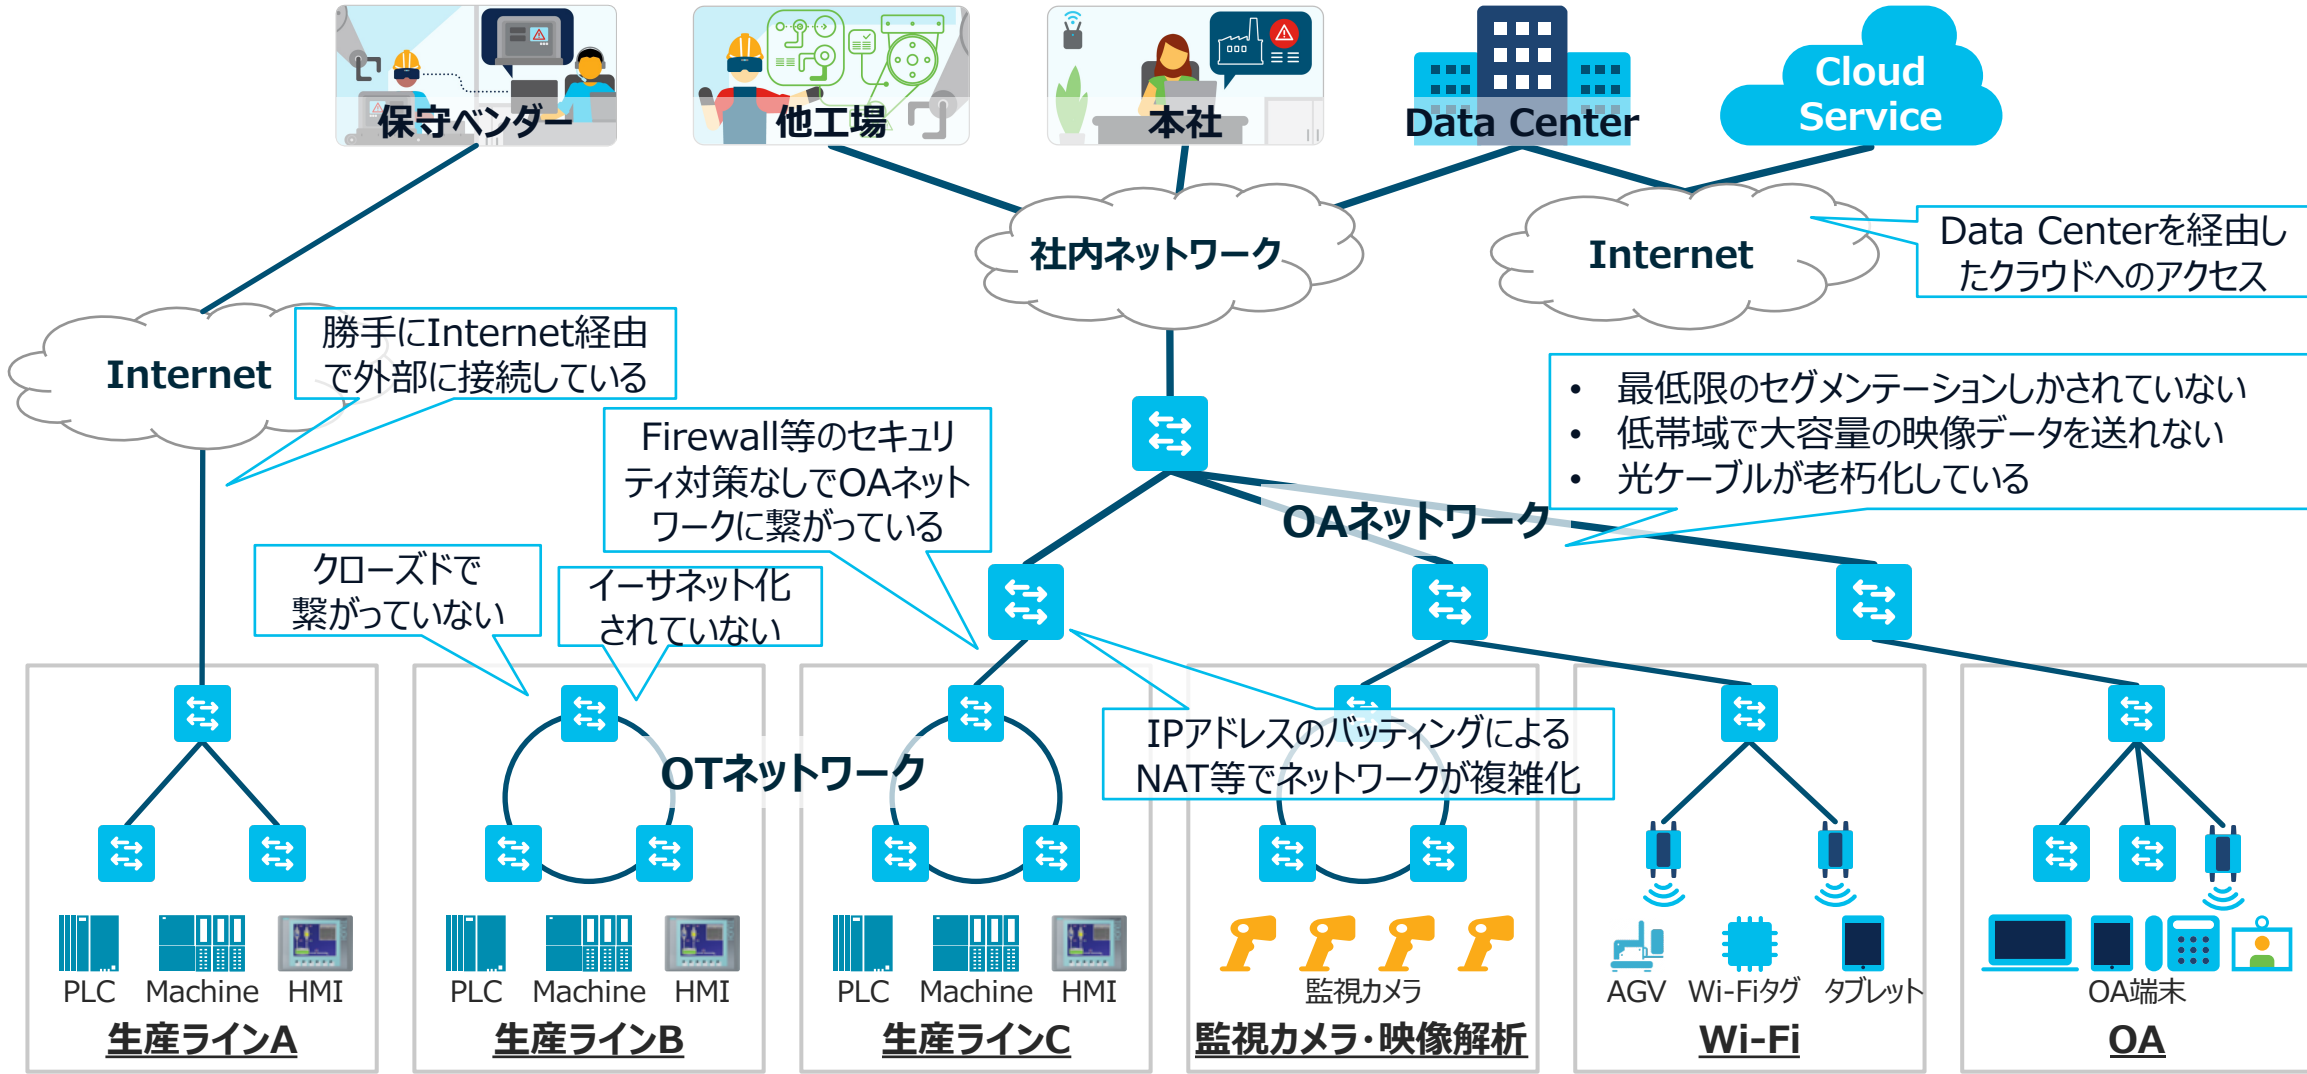 保守ベンダー
他工場
本社
Data Center
Cloud
Service
社内ネットワーク
Internet
Data Centerを経由し
たクラウドへのアクセス
Internet
勝手にInternet経由
で外部に接続している
Firewall等のセキュリ
ティ対策なしでOAネット
ワークに繋がっている
• 最低限のセグメンテーションしかされていない
• 低帯域で大容量の映像データを送れない
• 光ケーブルが老朽化している
OAネットワーク
クローズドで
繋がっていない
イーサネット化
されていない
IPアドレスのバッティングによる
NAT等でネットワークが複雑化
OTネットワーク
PLC Machine HMI
生産ラインA
PLC Machine HMI
生産ラインB
PLC Machine HMI
生産ラインC
監視カメラ
監視カメラ・映像解析
AGV Wi-Fiタグ タブレット
Wi-Fi
OA端末
OA